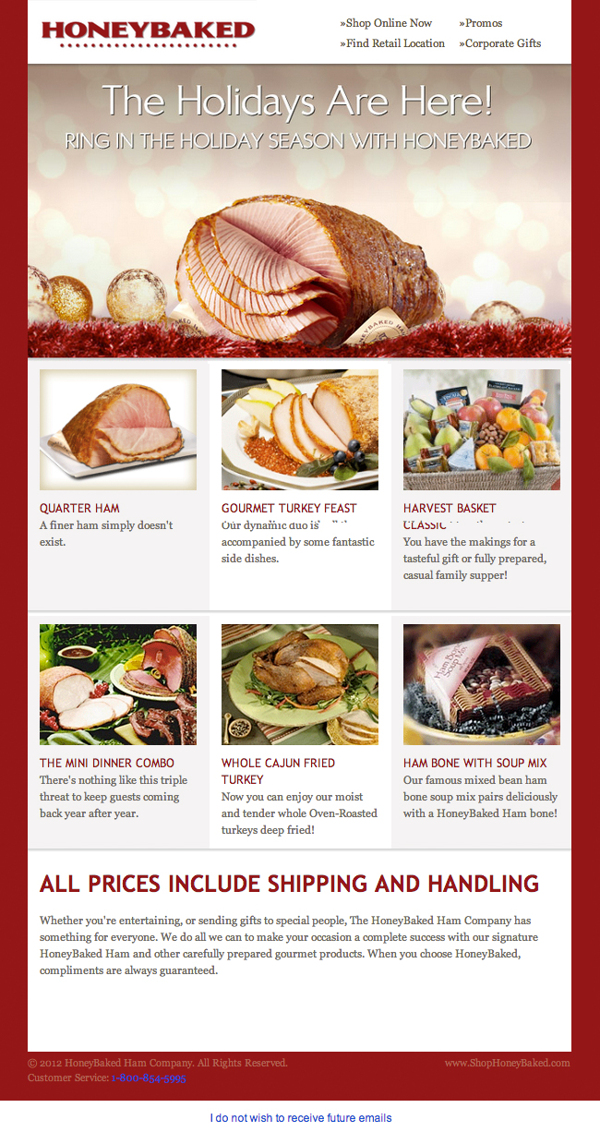 HONEYBAKED
»Shop Online Now
»Promos
»Find Retail Location
»Corporate Gifts
The Holidays Are Here!
RING IN THE HOLIDAY SEASON WITH HONEYBAKED
QUARTER HAM
A finer ham simply doesn't
exist.
GOURMET TURKEY FEAST
Our dynamic duo is all the
accompanied by some fantastic
side dishes.
HARVEST BASKET
CLASSIC
You have the makings for a
tasteful gift or fully prepared,
casual family supper!
Ham Bone
Soup Mix
THE MINI DINNER COMBO
There's nothing like this triple
threat to keep guests coming
back year after year.
WHOLE CAJUN FRIED
TURKEY
Now you can enjoy our moist
and tender whole Oven-Roasted
turkeys deep fried!
HAM BONE WITH SOUP MIX
Our famous mixed bean ham
bone soup mix pairs deliciously
with a HoneyBaked Ham bone!
ALL PRICES INCLUDE SHIPPING AND HANDLING
Whether you're entertaining, or sending gifts to special people, The HoneyBaked Ham Company has
something for everyone. We do all we can to make your occasion a complete success with our signature
HoneyBaked Ham and other carefully prepared gourmet products. When you choose HoneyBaked,
compliments are always guaranteed.
© 2012 HoneyBaked Ham Company. All Rights Reserved.
www.ShopHoneyBaked.com
Customer Service: 1-800-854-5995
I do not wish to receive future emails